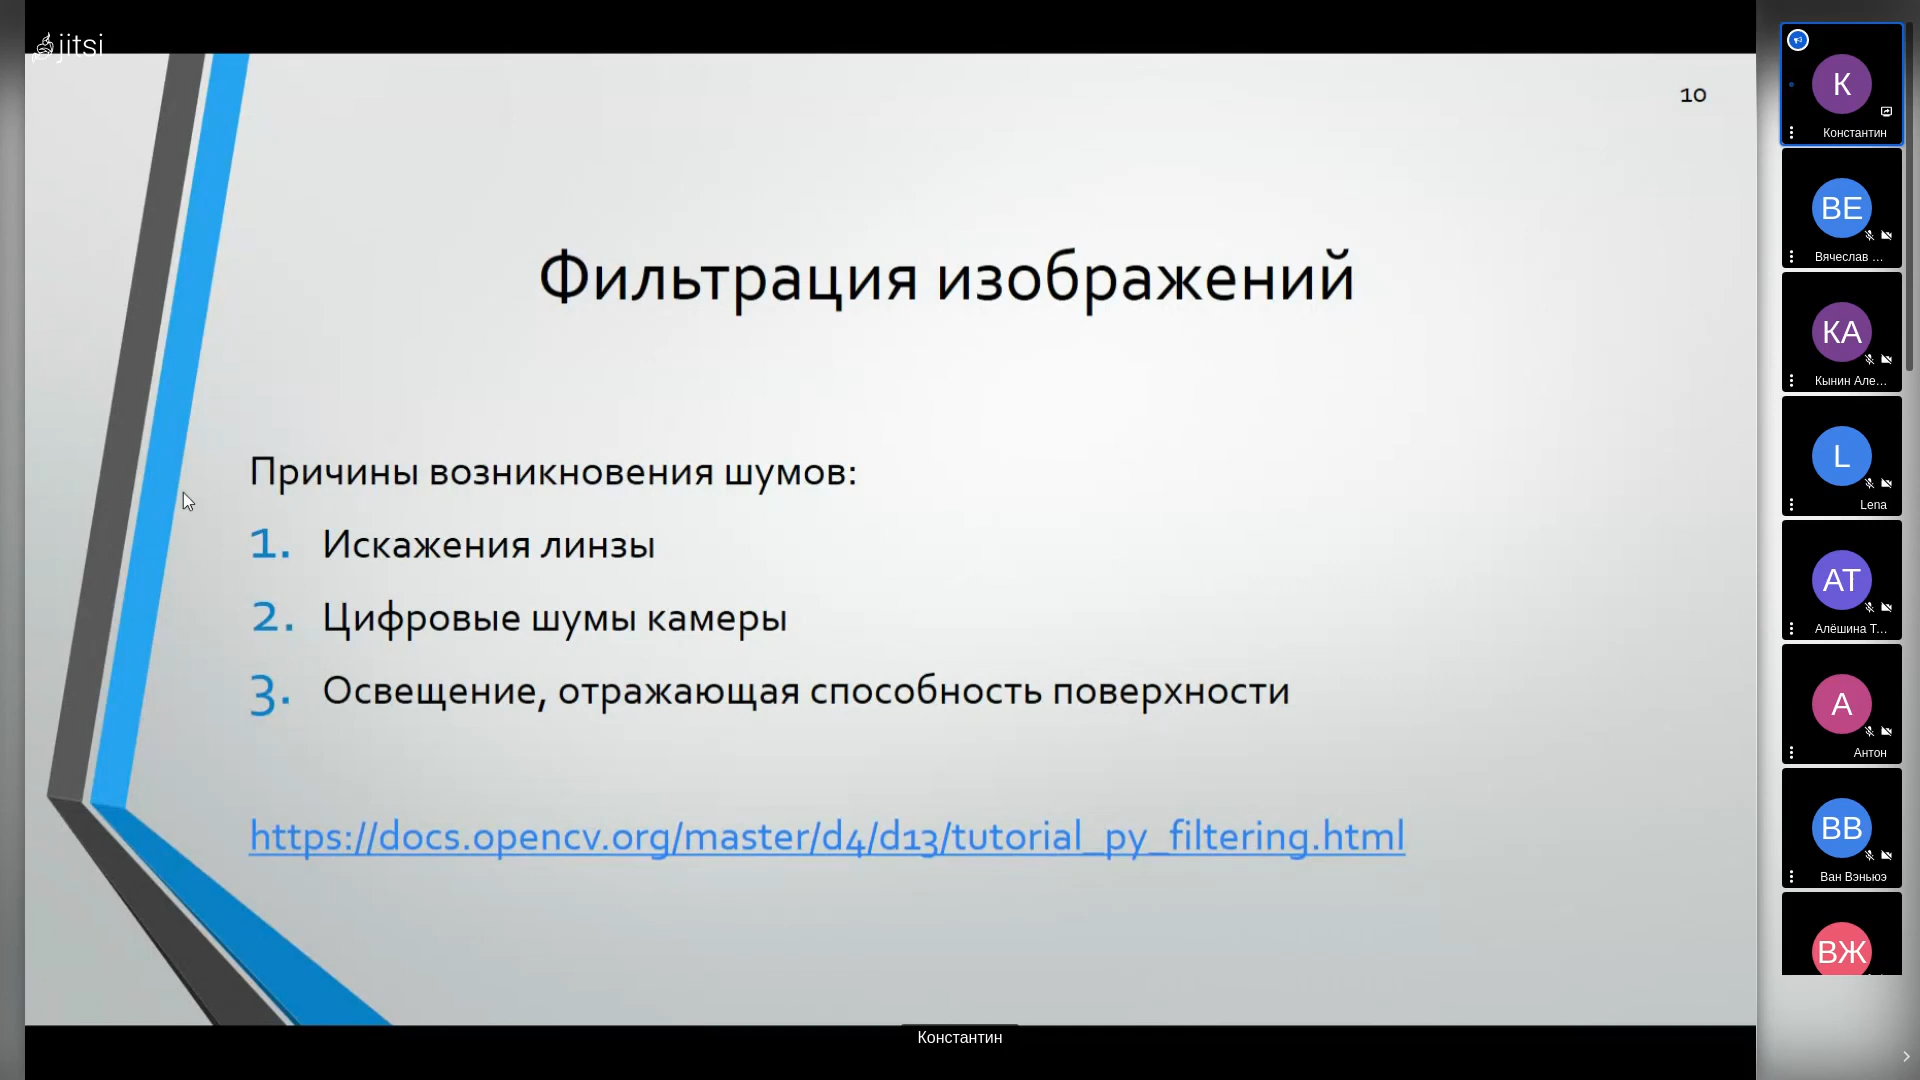 jitsi
10
Фильтрация изображений
Причины возникновения шумов:
1. Искажения линзы
2. Цифровые шумы камеры
3. Освещение, отражающая способность поверхности
https://docs.opencv.org/master/d4/d13/tutorial_py_filtering.html
Константин
К
Константин
ВЕ
Вячеслав ...
КА
Кынин Але...
L
Lena
АТ
Алёшина Т...
А
Антон
ВВ
Ван Вэньюэ
ВЖ